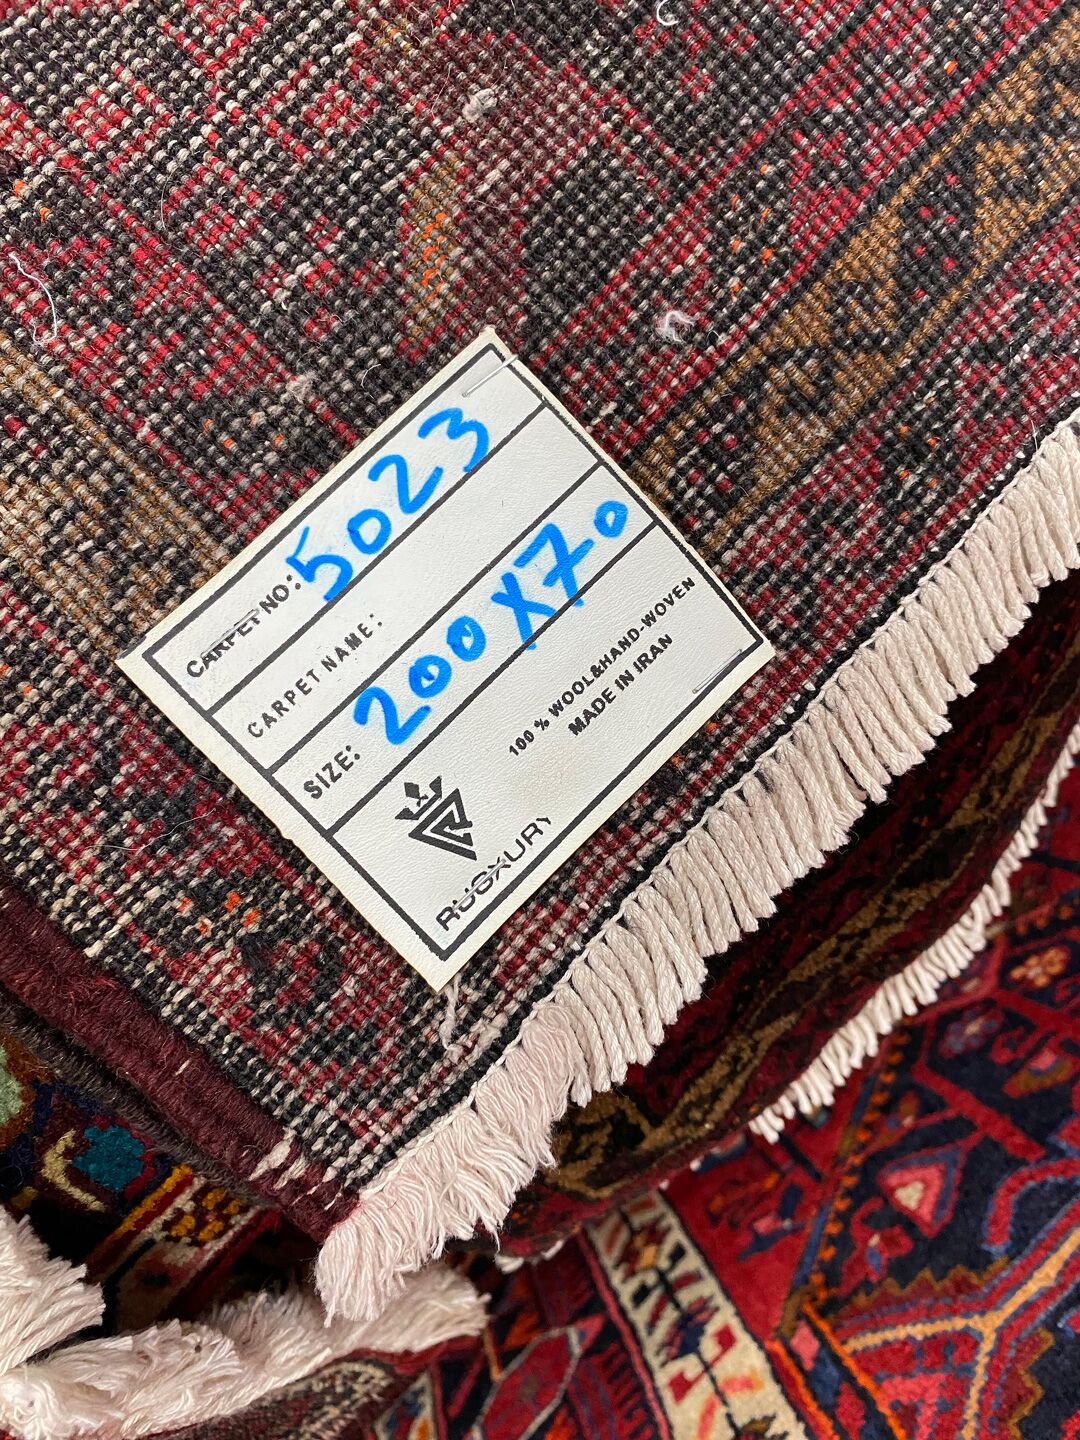 CARPET NO: 5023
CARPET NAME:
SIZE: 200X70
100 % WOOL&HAND-WOVEN
MADE IN IRAN
RUGXURY